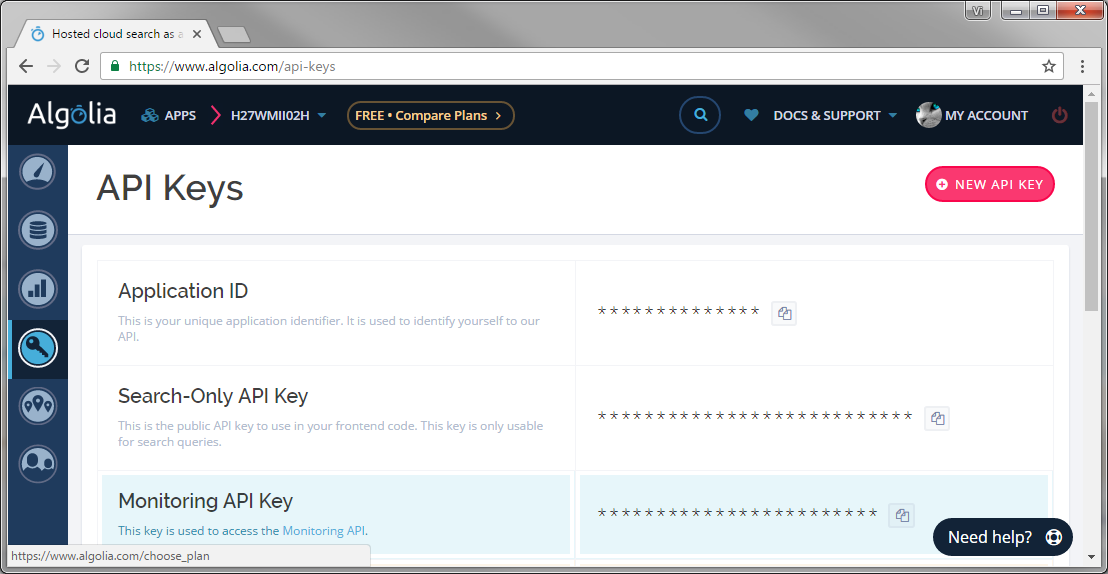 Vi
Hosted cloud search as a
https://www.algolia.com/api-keys
Algolia APPS H27WMII02H FREE • Compare Plans > DOCS & SUPPORT MY ACCOUNT
API Keys
NEW API KEY
Application ID
This is your unique application identifier. It is used to identify yourself to our
API.
**************
Search-Only API Key
This is the public API key to use in your frontend code. This key is only usable
for search queries.
***************************
Monitoring API Key
This key is used to access the Monitoring API.
************************
Need help?
https://www.algolia.com/choose_plan